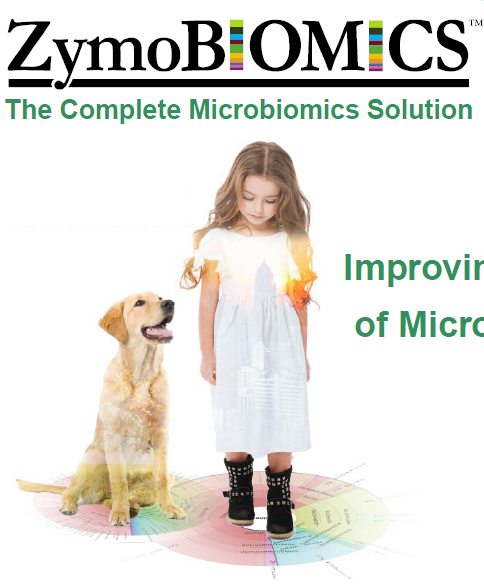 ZymoBIOMICS™
The Complete Microbiomics Solution
Improvin
of Micro